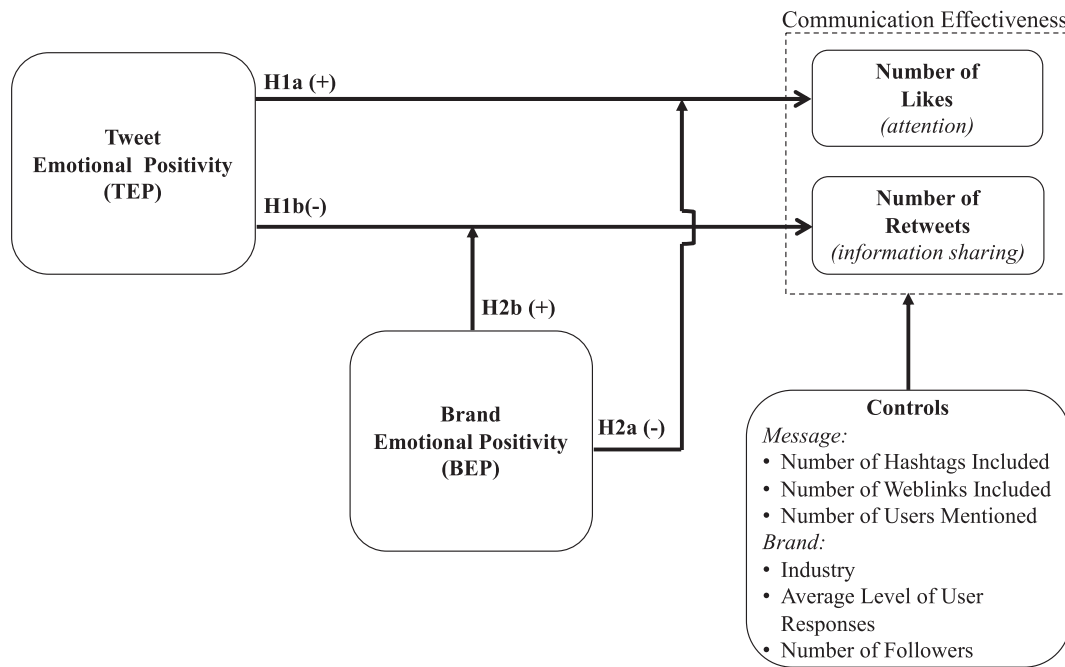 Communication Effectiveness
H1a (+)
Number of
Likes
(attention)
Tweet
Emotional Positivity
(TEP)
H1b(-)
Number of
Retweets
(information sharing)
H2b (+)
Brand
Emotional Positivity
(BEP)
H2a (-)
Controls
Message:
• Number of Hashtags Included
• Number of Weblinks Included
• Number of Users Mentioned
Brand:
• Industry
• Average Level of User
Responses
• Number of Followers